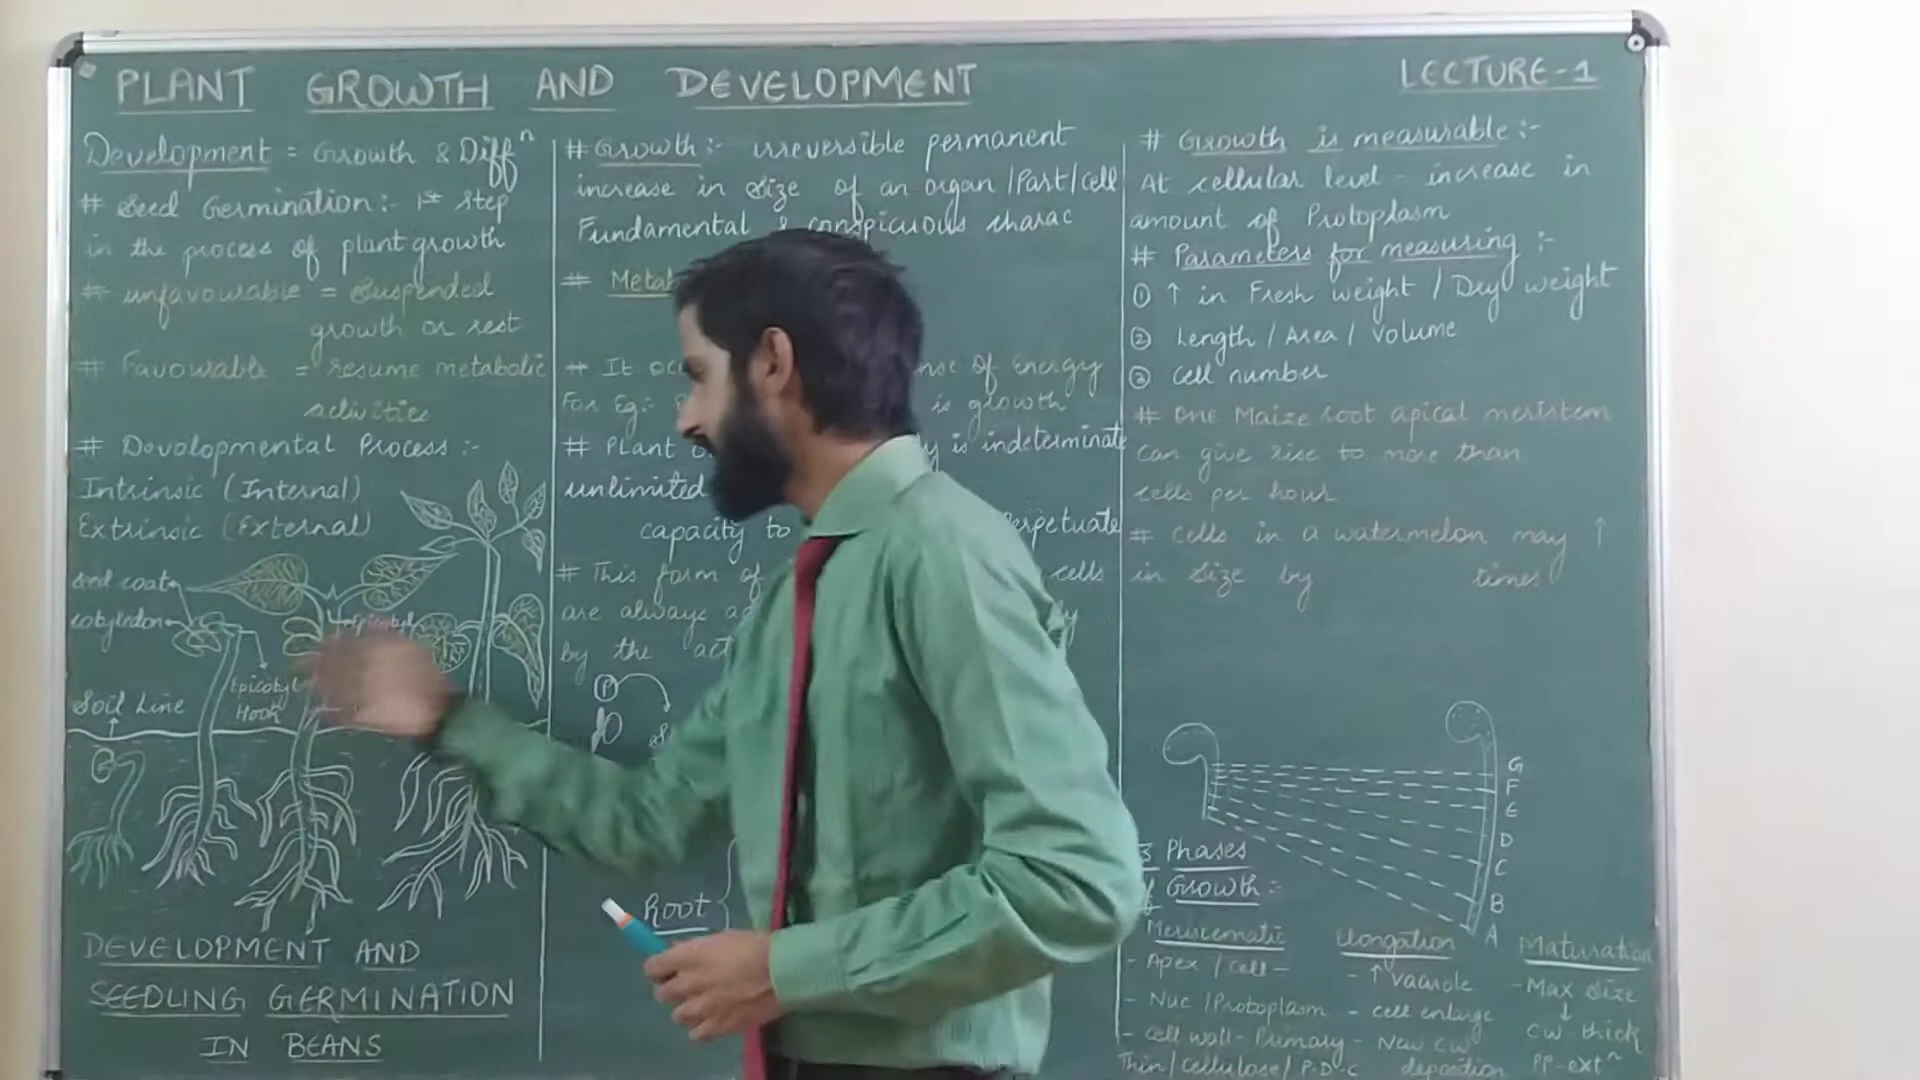 PLANT GROWTH AND DEVELOPMENT
LECTURE-1
Development = Growth & Diffⁿ
# Seed Germination:- 1st step
in the process of plant growth
# unfavourable = Suspended
growth or rest
# Favourable = resume metabolic
activities
# Devolopmental Process :-
Intrinsic (Internal)
Extrinsic (External)
seed coat
cotyledon
epicotyl
Epicotyl
Hook
Soil Line
DEVELOPMENT AND
SEEDLING GERMINATION
IN BEANS
# Growth :- irreversible permanent
increase in size of an organ /Part/cell
Fundamental & conspicuous charac
#
# It of Energy
For Eg:- is growth
# Plant is indeterminate
unlimited
capacity to Perpetuate
# This form of cells
are always
by the
P
Root
# Growth is measurable :-
At cellular level - increase in
amount of Protoplasm
# Parameters for measuring :-
① ↑ in Fresh weight / Dry weight
② Length / Area / Volume
③ Cell number
# One Maize root apical meristem
can give rise to more than
cells per hour
# Cells in a watermelon may ↑
in size by times
G
F
E
D
C
B
A
3 Phases
of Growth :-
Meristematic
- Apex / Cell -
- Nuc /Protoplasm
- Cell wall - Primary
Thin/Cellulose/ P.D-C
Elongation
- ↑ vacuole
- cell enlarge
- New CW
deposition
Maturation
- Max size
↓
CW-thick
PP-extⁿ